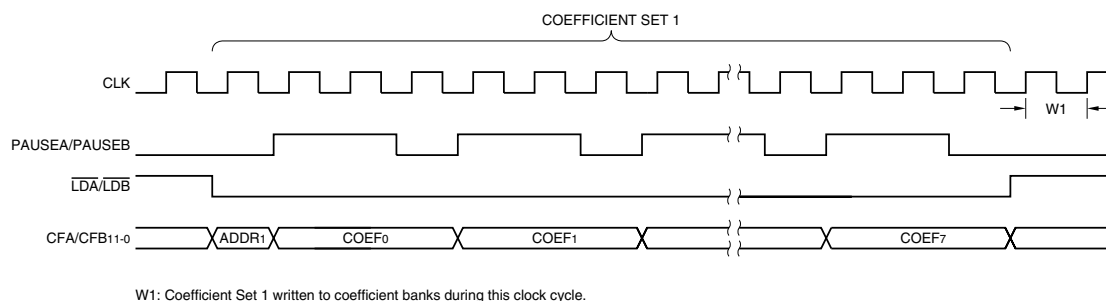 COEFFICIENT SET 1
CLK
W1
PAUSEA/PAUSEB
LDA/LDB
CFA/CFB11-0
ADDR1
COEF0
COEF1
COEF7
W1: Coefficient Set 1 written to coefficient banks during this clock cycle.